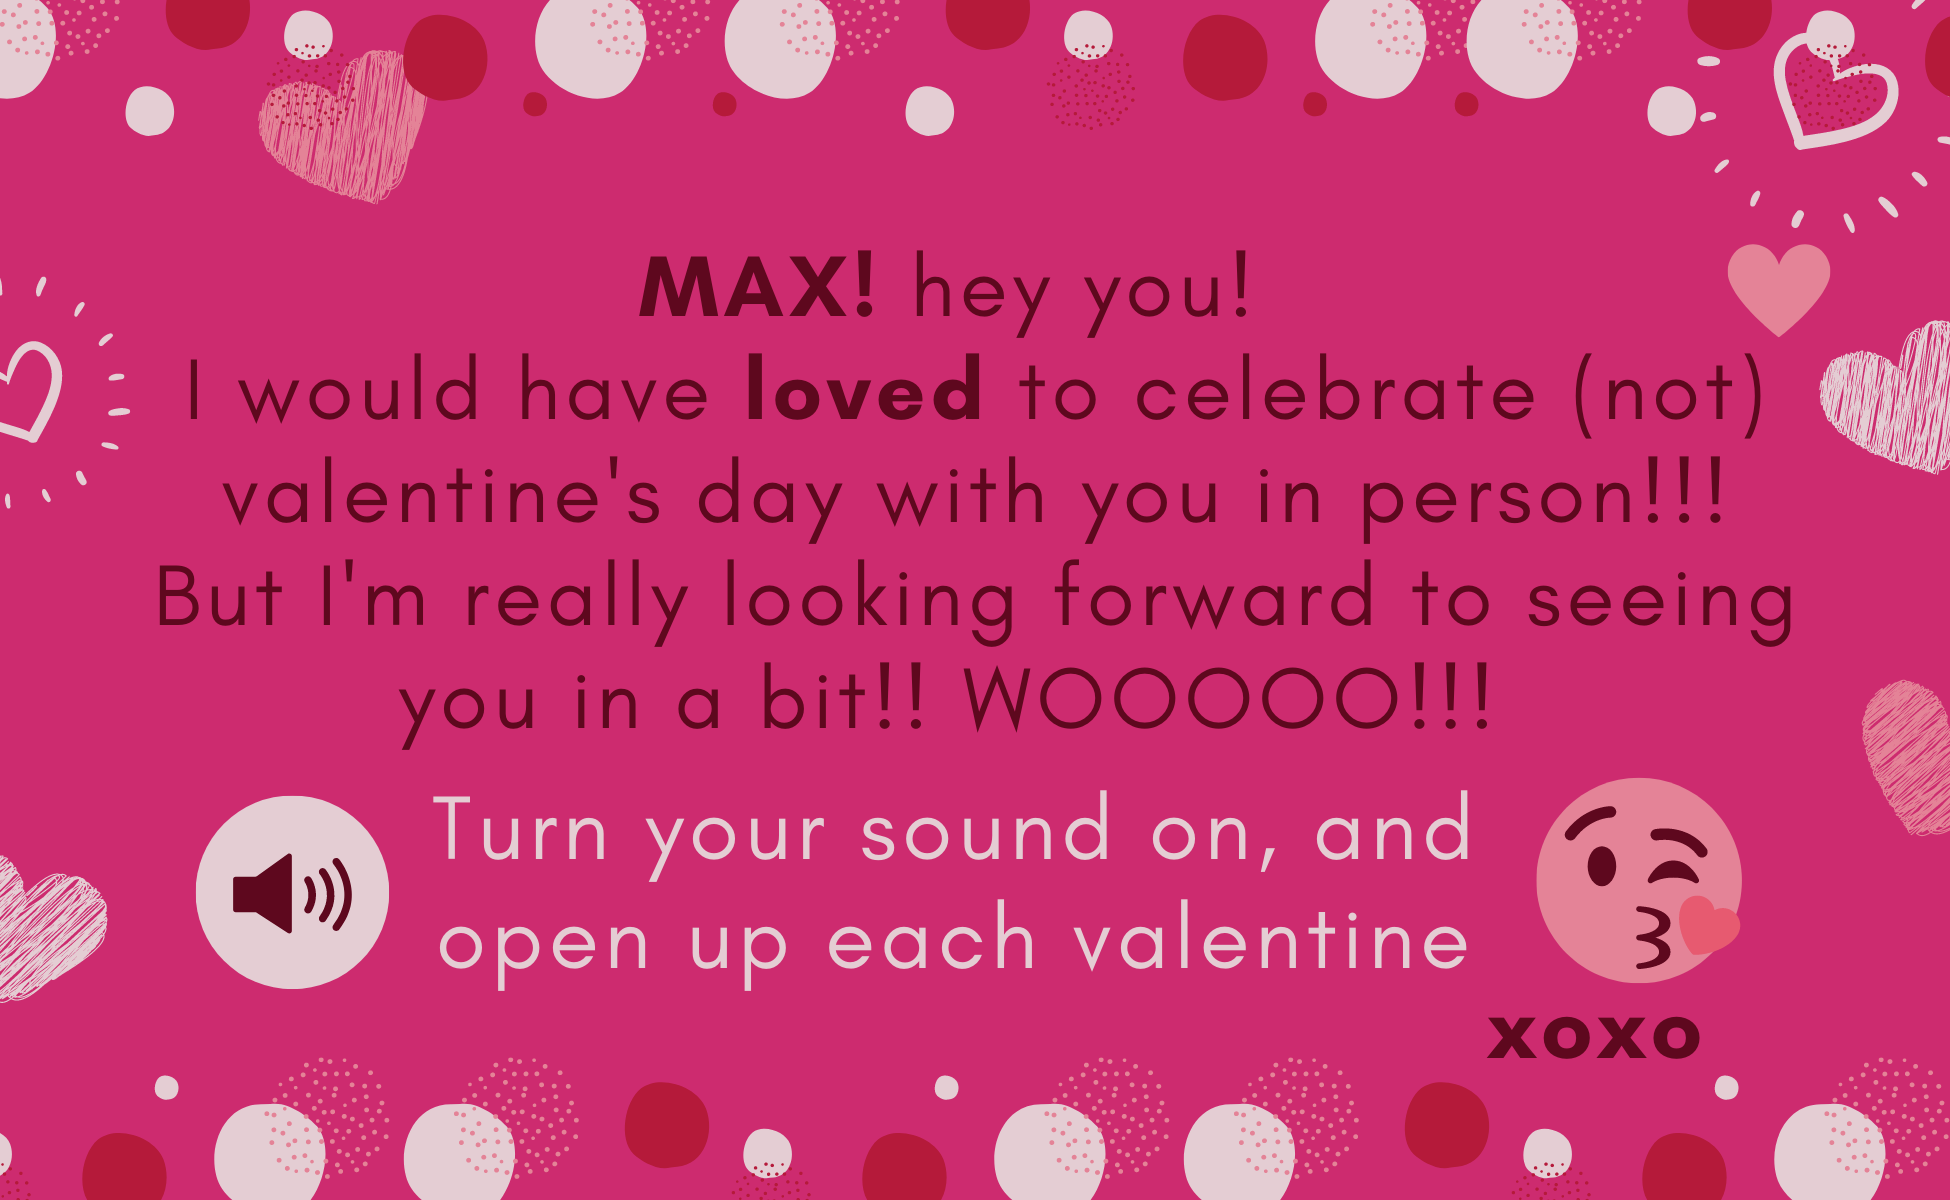 MAX! hey you!
I would have loved to celebrate (not)
valentine's day with you in person!!!
But I'm really looking forward to seeing
you in a bit!! WOOOOO!!!
Turn your sound on, and
open up each valentine
xoxo